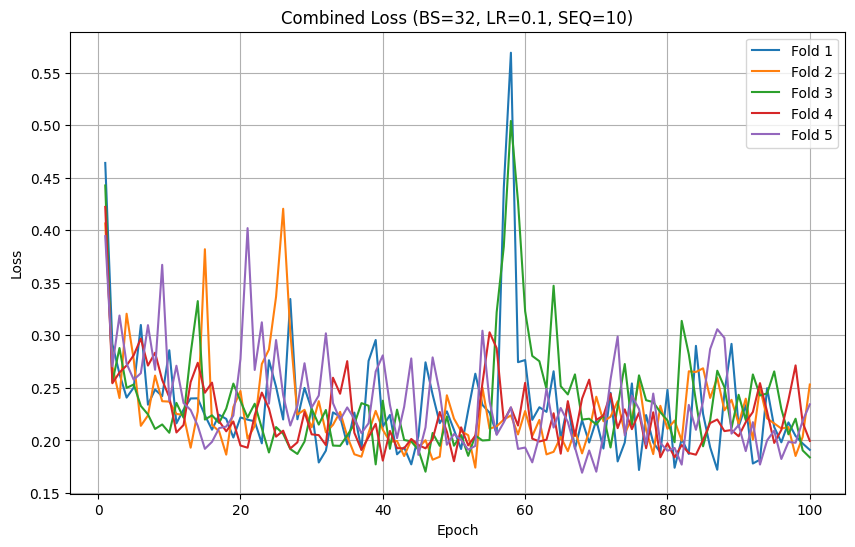 Combined Loss (BS=32, LR=0.1, SEQ=10)
Fold 1
Fold 2
Fold 3
Fold 4
Fold 5
Loss
0.55
0.50
0.45
0.40
0.35
0.30
0.25
0.20
0.15
0 20 40 60 80 100
Epoch